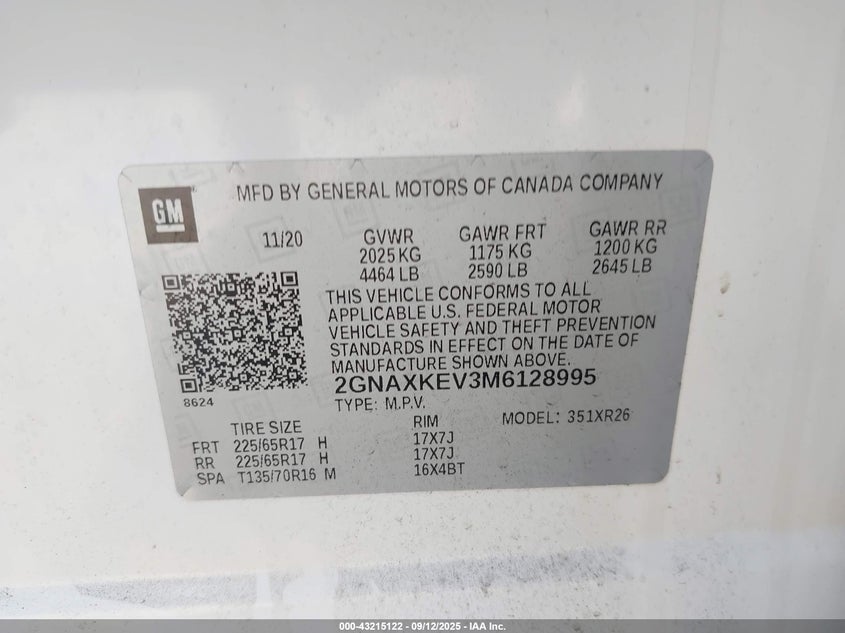 GM
MFD BY GENERAL MOTORS OF CANADA COMPANY
11/20 GVWR GAWR FRT GAWR RR
2025 KG 1175 KG 1200 KG
4464 LB 2590 LB 2645 LB
THIS VEHICLE CONFORMS TO ALL
APPLICABLE U.S. FEDERAL MOTOR
VEHICLE SAFETY AND THEFT PREVENTION
STANDARDS IN EFFECT ON THE DATE OF
MANUFACTURE SHOWN ABOVE.
2GNAXKEV3M6128995
8624
TYPE: M.P.V. MODEL: 351XR26
TIRE SIZE RIM
FRT 225/65R17 H 17X7J
RR 225/65R17 H 17X7J
SPA T135/70R16 M 16X4BT
000-43215122 - 09/12/2025 - IAA Inc.